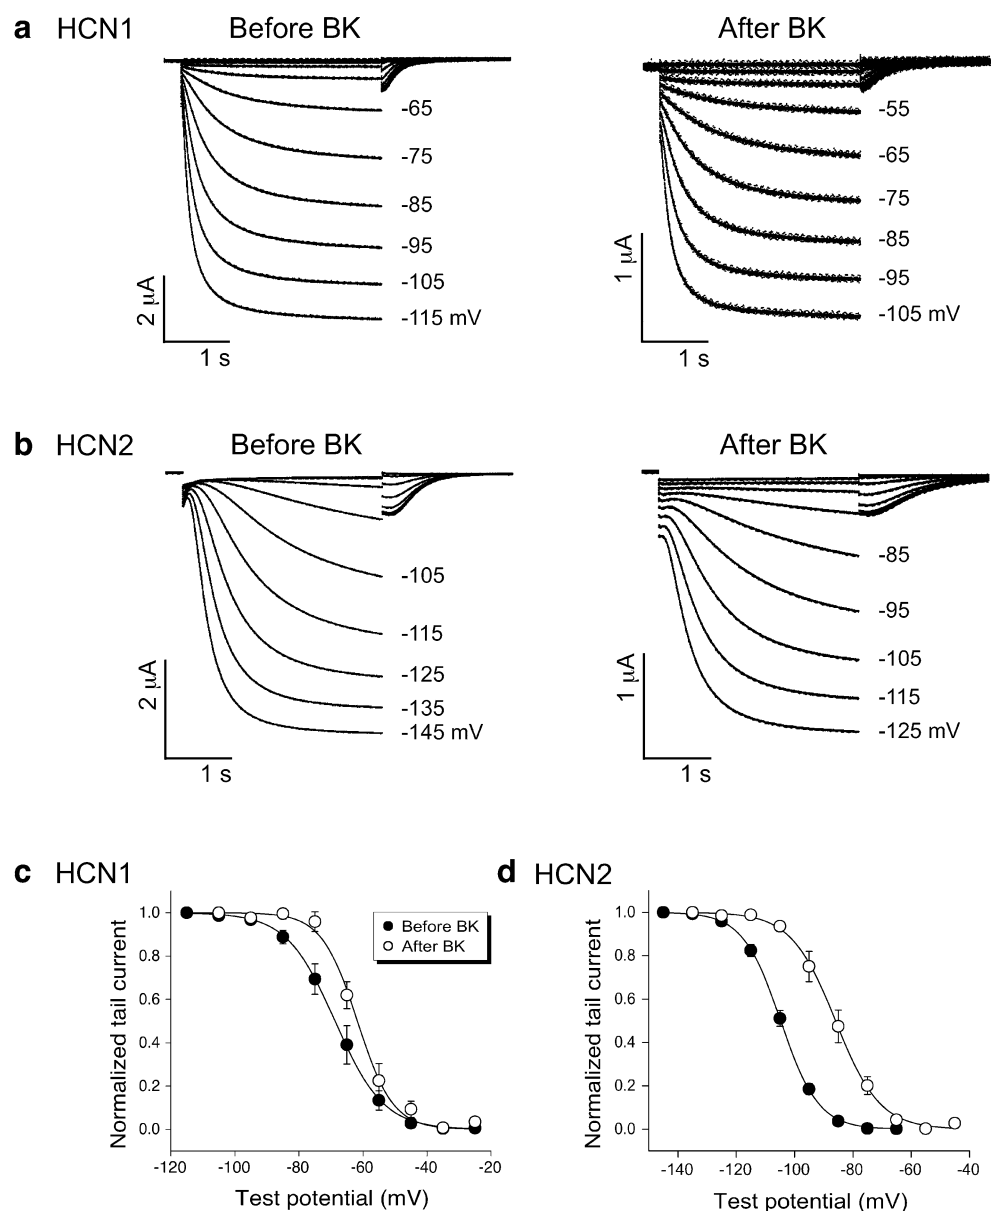 a HCN1 Before BK After BK
-65
-75
-85
-95
-105
-115 mV
2 μA
1 s
-55
-65
-75
-85
-95
-105 mV
1 μA
1 s
b HCN2 Before BK After BK
-105
-115
-125
-135
-145 mV
2 μA
1 s
-85
-95
-105
-115
-125 mV
1 μA
1 s
c HCN1
Normalized tail current
1.0
0.8
0.6
0.4
0.2
0.0
-120 -100 -80 -60 -40 -20
Test potential (mV)
Before BK
After BK
d HCN2
Normalized tail current
1.0
0.8
0.6
0.4
0.2
0.0
-140 -120 -100 -80 -60 -40
Test potential (mV)